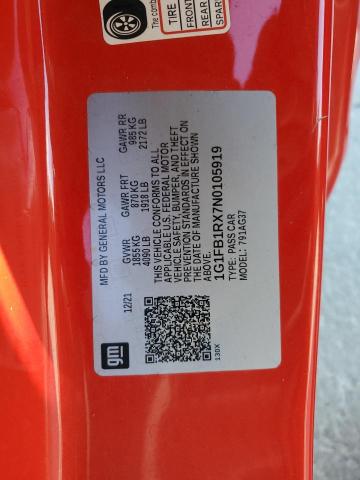 The comb
TIRE
FRONT
REAR
SPAR
MFD BY GENERAL MOTORS LLC
GVWR GAWR FRT GAWR RR
1855 KG 870 KG 985 KG
4090 LB 1918 LB 2172 LB
THIS VEHICLE CONFORMS TO ALL
APPLICABLE U.S. FEDERAL MOTOR
VEHICLE SAFETY, BUMPER, AND THEFT
PREVENTION STANDARDS IN EFFECT ON
THE DATE OF MANUFACTURE SHOWN
ABOVE.
1G1FB1RX7N0105919
TYPE: PASS CAR
MODEL: 791AG37
12/21
gm
130X